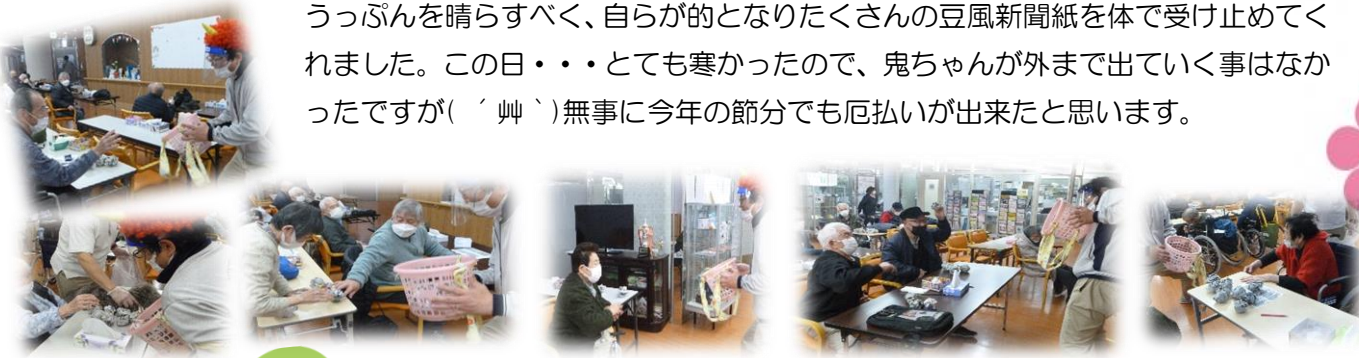 うっぷんを晴らすべく、自らが的となりたくさんの豆風新聞紙を体で受け止めてく
れました。この日・・・とても寒かったので、鬼ちゃんが外まで出ていく事はなか
ったですが( ´艸｀)無事に今年の節分でも厄払いが出来たと思います。